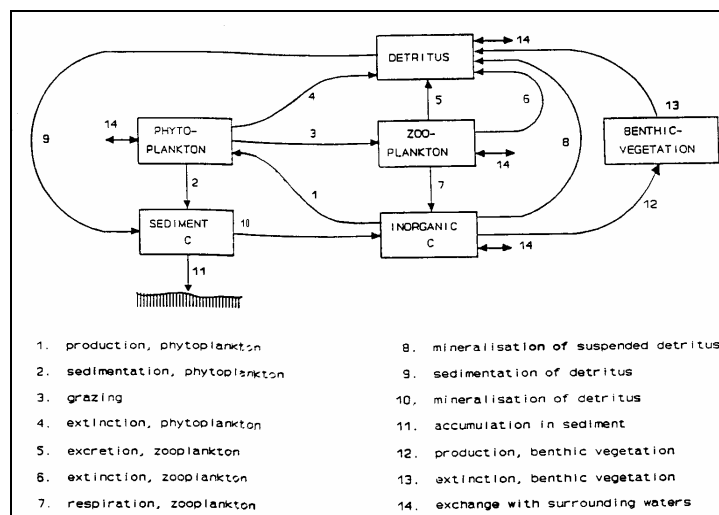 DETRITUS
14
4
5
6
9
14
PHYTO-
PLANKTON
3
ZOO-
PLANKTON
14
8
13
BENTHIC-
VEGETATION
2
1
7
12
SEDIMENT
C
10
INORGANIC
C
14
11
1. production, phytoplankton
2. sedimentation, phytoplankton
3. grazing
4. extinction, phytoplankton
5. excretion, zooplankton
6. extinction, zooplankton
7. respiration, zooplankton
8. mineralisation of suspended detritus
9. sedimentation of detritus
10. mineralisation of detritus
11. accumulation in sediment
12. production, benthic vegetation
13. extinction, benthic vegetation
14. exchange with surrounding waters